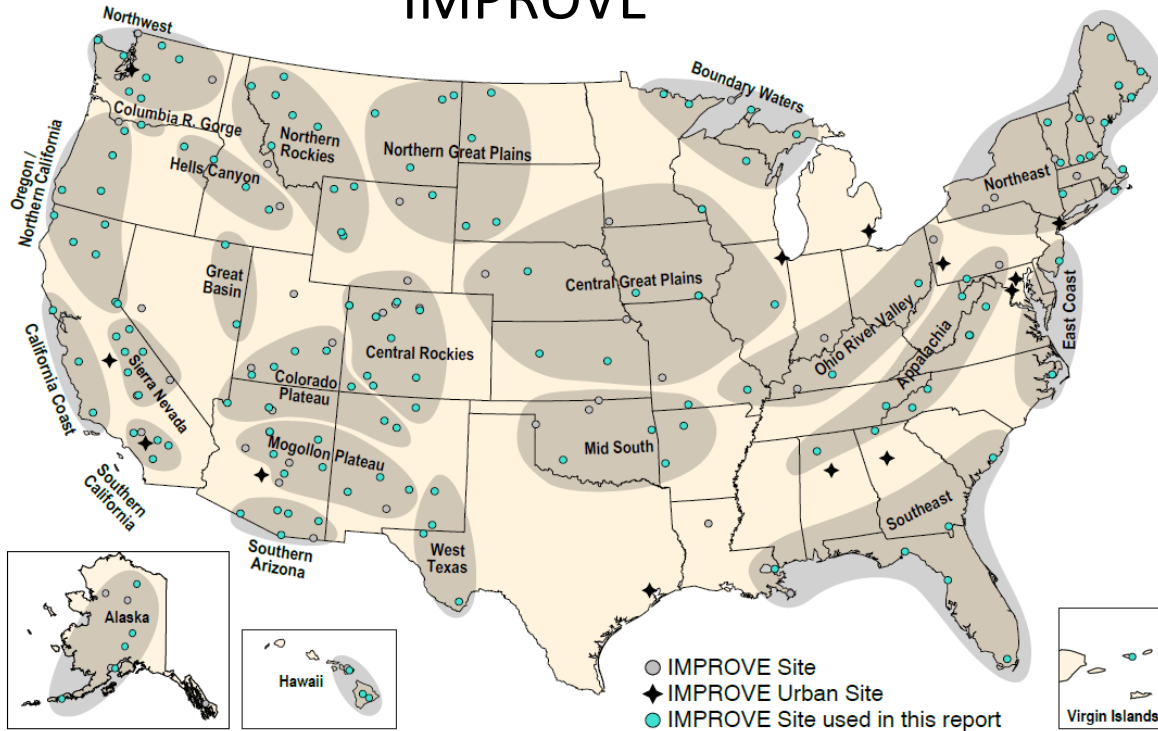 IMPROVE
Northwest
Columbia R. Gorge
Oregon /
Northern California
Hells Canyon
Northern
Rockies
Northern Great Plains
Boundary Waters
Northeast
Great
Basin
Central Great Plains
East Coast
Ohio River Valley
Appalachia
California Coast
Sierra Nevada
Central Rockies
Colorado
Plateau
Mogollon Plateau
Mid South
Southern
California
Southeast
Southern
Arizona
West
Texas
Alaska
Hawaii
IMPROVE Site
IMPROVE Urban Site
IMPROVE Site used in this report
Virgin Islands